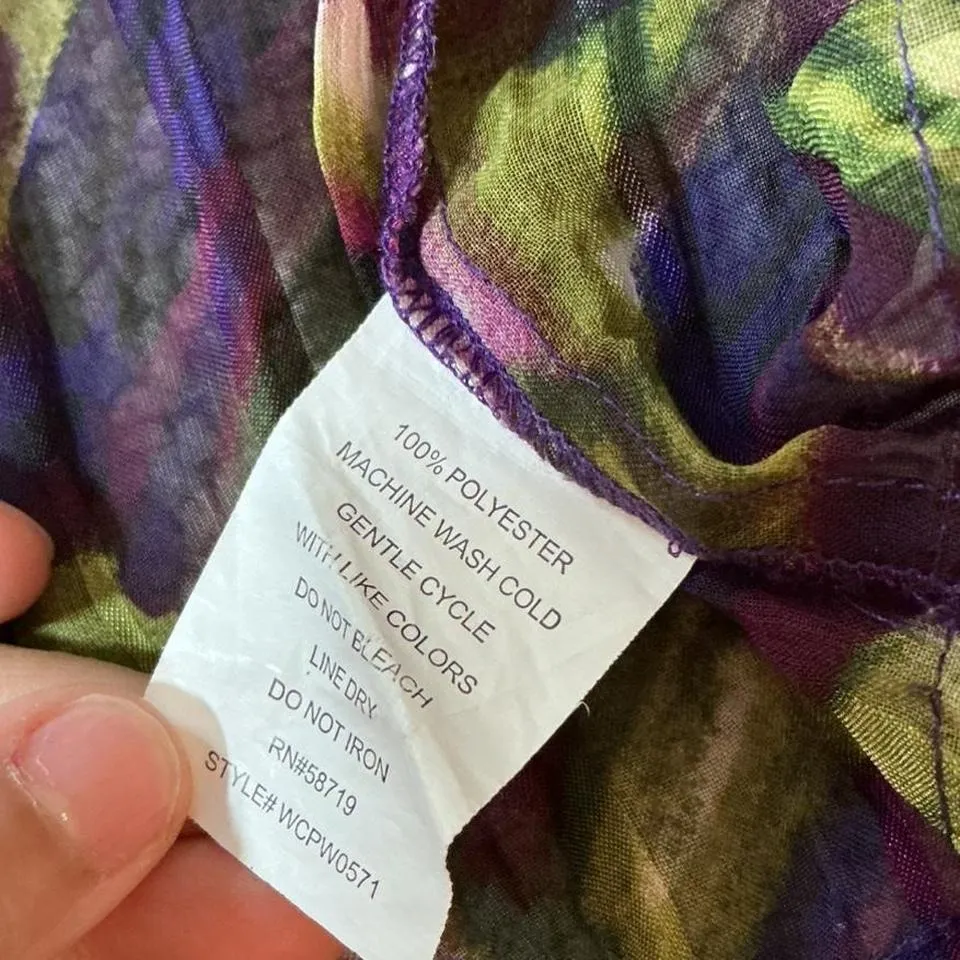 100% POLYESTER
MACHINE WASH COLD
GENTLE CYCLE
WITH LIKE COLORS
DO NOT BLEACH
LINE DRY
DO NOT IRON
RN#58719
STYLE# WCPW0571